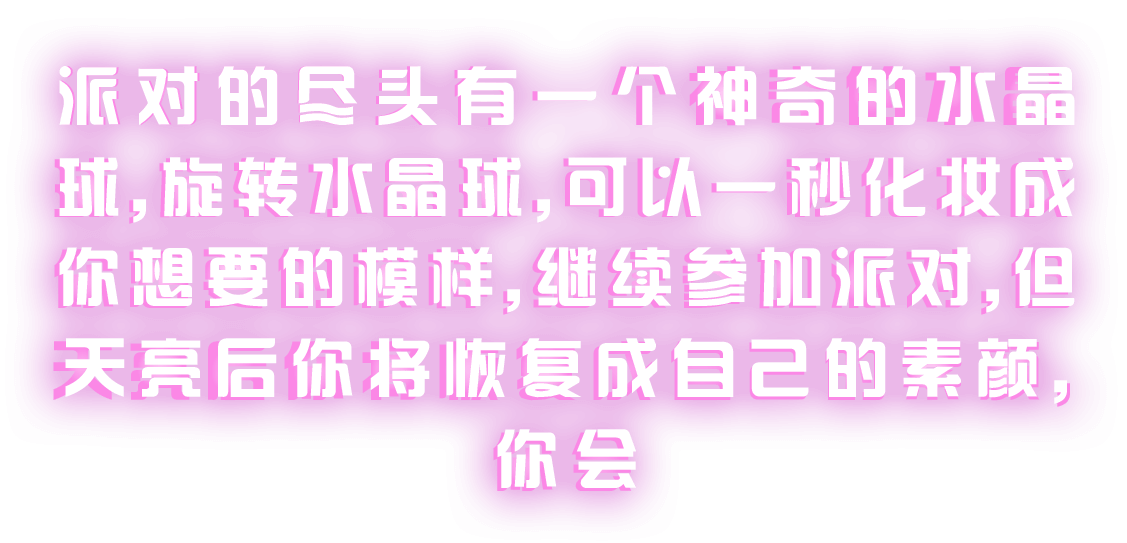 派对的尽头有一个神奇的水晶
球,旋转水晶球,可以一秒化妆成
你想要的模样,继续参加派对,但
天亮后你将恢复成自己的素颜,
你会